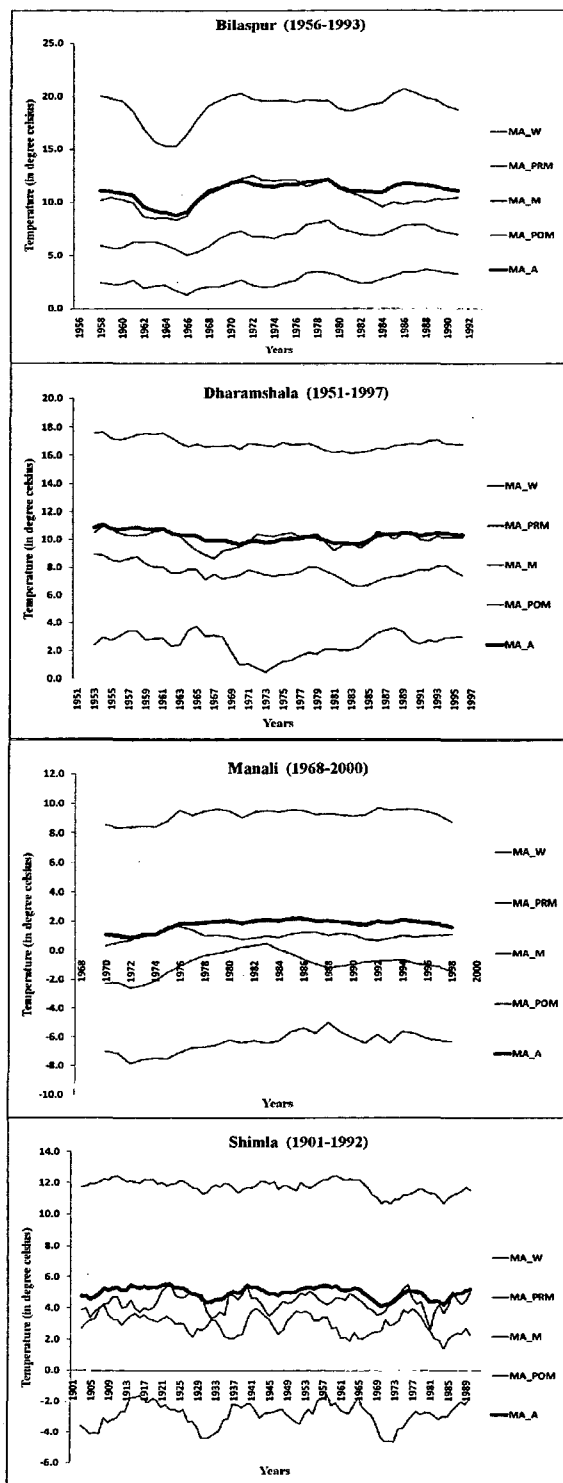 Bilaspur (1956-1993)
Temperature (in degree celsius)
25.0
20.0
15.0
10.0
5.0
0.0
1956 1958 1960 1962 1964 1966 1968 1970 1972 1974 1976 1978 1980 1982 1984 1986 1988 1990 1992
Years
MA_W
MA_PRM
MA_M
MA_POM
MA_A
Dharamshala (1951-1997)
Temperature (in degree celsius)
20.0
18.0
16.0
14.0
12.0
10.0
8.0
6.0
4.0
2.0
0.0
1951 1953 1955 1957 1959 1961 1963 1965 1967 1969 1971 1973 1975 1977 1979 1981 1983 1985 1987 1989 1991 1993 1995 1997
Years
MA_W
MA_PRM
MA_M
MA_POM
MA_A
Manali (1968-2000)
Temperature (in degree celsius)
12.0
10.0
8.0
6.0
4.0
2.0
0.0
-2.0
-4.0
-6.0
-8.0
-10.0
1968 1970 1972 1974 1976 1978 1980 1982 1984 1986 1988 1990 1992 1994 1996 1998 2000
Years
MA_W
MA_PRM
MA_M
MA_POM
MA_A
Shimla (1901-1992)
Temperature (in degree celsius)
14.0
12.0
10.0
8.0
6.0
4.0
2.0
0.0
-2.0
-4.0
-6.0
1901 1905 1909 1913 1917 1921 1925 1929 1933 1937 1941 1945 1949 1953 1957 1961 1965 1969 1973 1977 1981 1985 1989
Years
MA_W
MA_PRM
MA_M
MA_POM
MA_A